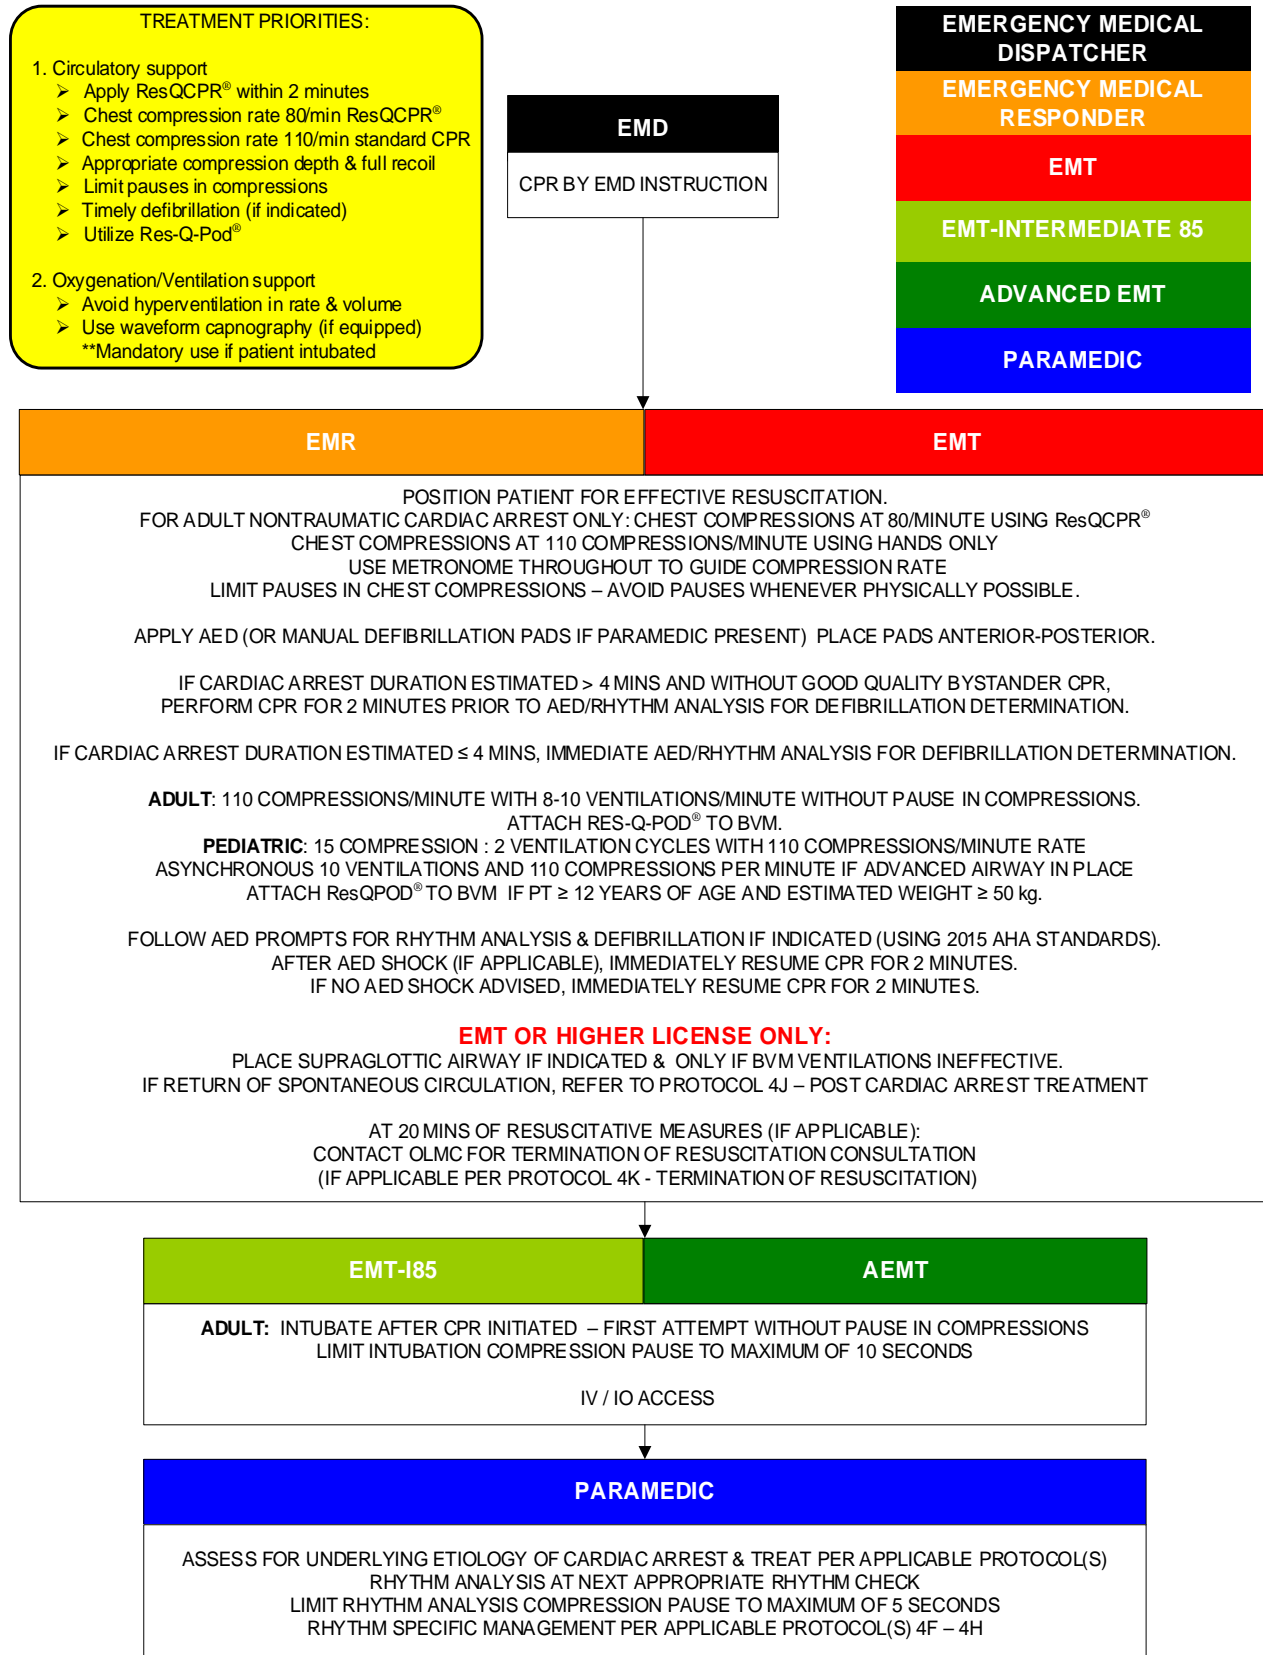 TREATMENT PRIORITIES:
1. Circulatory support
➢ Apply ResQCPR® within 2 minutes
➢ Chest compression rate 80/min ResQCPR®
➢ Chest compression rate 110/min standard CPR
➢ Appropriate compression depth & full recoil
➢ Limit pauses in compressions
➢ Timely defibrillation (if indicated)
➢ Utilize Res-Q-Pod®
2. Oxygenation/Ventilation support
➢ Avoid hyperventilation in rate & volume
➢ Use waveform capnography (if equipped)
**Mandatory use if patient intubated
EMD
CPR BY EMD INSTRUCTION
EMERGENCY MEDICAL
DISPATCHER
EMERGENCY MEDICAL
RESPONDER
EMT
EMT-INTERMEDIATE 85
ADVANCED EMT
PARAMEDIC
EMR
EMT
POSITION PATIENT FOR EFFECTIVE RESUSCITATION.
FOR ADULT NONTRAUMATIC CARDIAC ARREST ONLY: CHEST COMPRESSIONS AT 80/MINUTE USING ResQCPR®
CHEST COMPRESSIONS AT 110 COMPRESSIONS/MINUTE USING HANDS ONLY
USE METRONOME THROUGHOUT TO GUIDE COMPRESSION RATE
LIMIT PAUSES IN CHEST COMPRESSIONS – AVOID PAUSES WHENEVER PHYSICALLY POSSIBLE.
APPLY AED (OR MANUAL DEFIBRILLATION PADS IF PARAMEDIC PRESENT) PLACE PADS ANTERIOR-POSTERIOR.
IF CARDIAC ARREST DURATION ESTIMATED > 4 MINS AND WITHOUT GOOD QUALITY BYSTANDER CPR,
PERFORM CPR FOR 2 MINUTES PRIOR TO AED/RHYTHM ANALYSIS FOR DEFIBRILLATION DETERMINATION.
IF CARDIAC ARREST DURATION ESTIMATED ≤ 4 MINS, IMMEDIATE AED/RHYTHM ANALYSIS FOR DEFIBRILLATION DETERMINATION.
ADULT: 110 COMPRESSIONS/MINUTE WITH 8-10 VENTILATIONS/MINUTE WITHOUT PAUSE IN COMPRESSIONS.
ATTACH RES-Q-POD® TO BVM.
PEDIATRIC: 15 COMPRESSION : 2 VENTILATION CYCLES WITH 110 COMPRESSIONS/MINUTE RATE
ASYNCHRONOUS 10 VENTILATIONS AND 110 COMPRESSIONS PER MINUTE IF ADVANCED AIRWAY IN PLACE
ATTACH ResQPOD® TO BVM IF PT ≥ 12 YEARS OF AGE AND ESTIMATED WEIGHT ≥ 50 kg.
FOLLOW AED PROMPTS FOR RHYTHM ANALYSIS & DEFIBRILLATION IF INDICATED (USING 2015 AHA STANDARDS).
AFTER AED SHOCK (IF APPLICABLE), IMMEDIATELY RESUME CPR FOR 2 MINUTES.
IF NO AED SHOCK ADVISED, IMMEDIATELY RESUME CPR FOR 2 MINUTES.
EMT OR HIGHER LICENSE ONLY:
PLACE SUPRAGLOTTIC AIRWAY IF INDICATED & ONLY IF BVM VENTILATIONS INEFFECTIVE.
IF RETURN OF SPONTANEOUS CIRCULATION, REFER TO PROTOCOL 4J – POST CARDIAC ARREST TREATMENT
AT 20 MINS OF RESUSCITATIVE MEASURES (IF APPLICABLE):
CONTACT OLMC FOR TERMINATION OF RESUSCITATION CONSULTATION
(IF APPLICABLE PER PROTOCOL 4K - TERMINATION OF RESUSCITATION)
EMT-I85
AEMT
ADULT: INTUBATE AFTER CPR INITIATED – FIRST ATTEMPT WITHOUT PAUSE IN COMPRESSIONS
LIMIT INTUBATION COMPRESSION PAUSE TO MAXIMUM OF 10 SECONDS
IV / IO ACCESS
PARAMEDIC
ASSESS FOR UNDERLYING ETIOLOGY OF CARDIAC ARREST & TREAT PER APPLICABLE PROTOCOL(S)
RHYTHM ANALYSIS AT NEXT APPROPRIATE RHYTHM CHECK
LIMIT RHYTHM ANALYSIS COMPRESSION PAUSE TO MAXIMUM OF 5 SECONDS
RHYTHM SPECIFIC MANAGEMENT PER APPLICABLE PROTOCOL(S) 4F – 4H